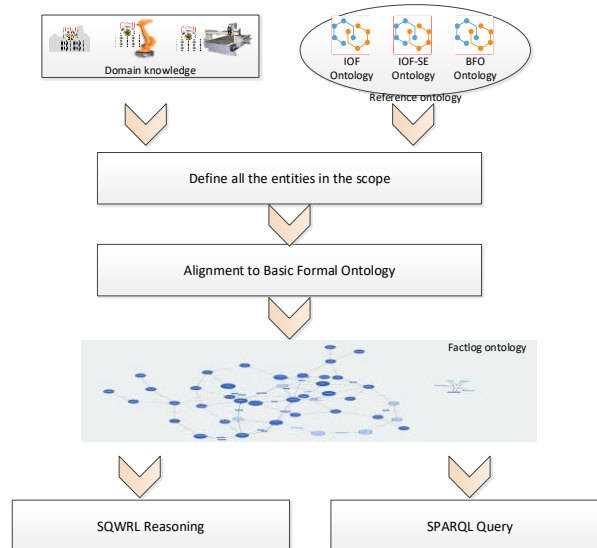 Domain knowledge
IOF
Ontology
IOF-SE
Ontology
BFO
Ontology
Reference ontology
Define all the entities in the scope
Alignment to Basic Formal Ontology
Factlog ontology
SQWRL Reasoning
SPARQL Query